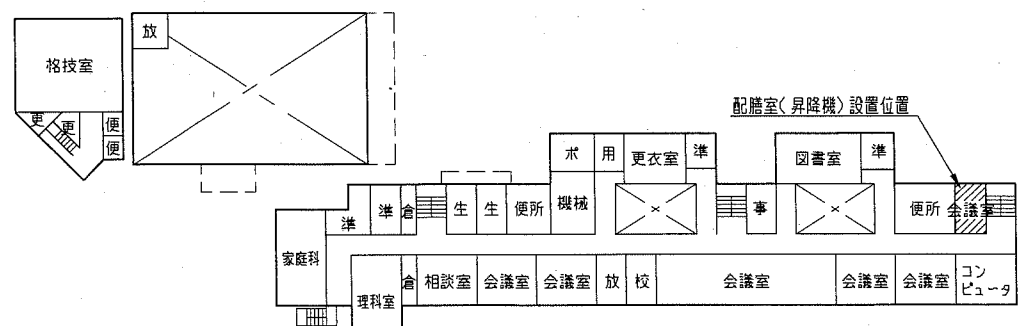 放
格技室
更
更
便
便
配膳室(昇降機)設置位置
ポ
用
更衣室
準
図書室
準
準
準
倉
生
生
便所
機械
事
便所
会議室
家庭科
理科室
倉
相談室
会議室
会議室
放
校
会議室
会議室
会議室
コン
ピュータ